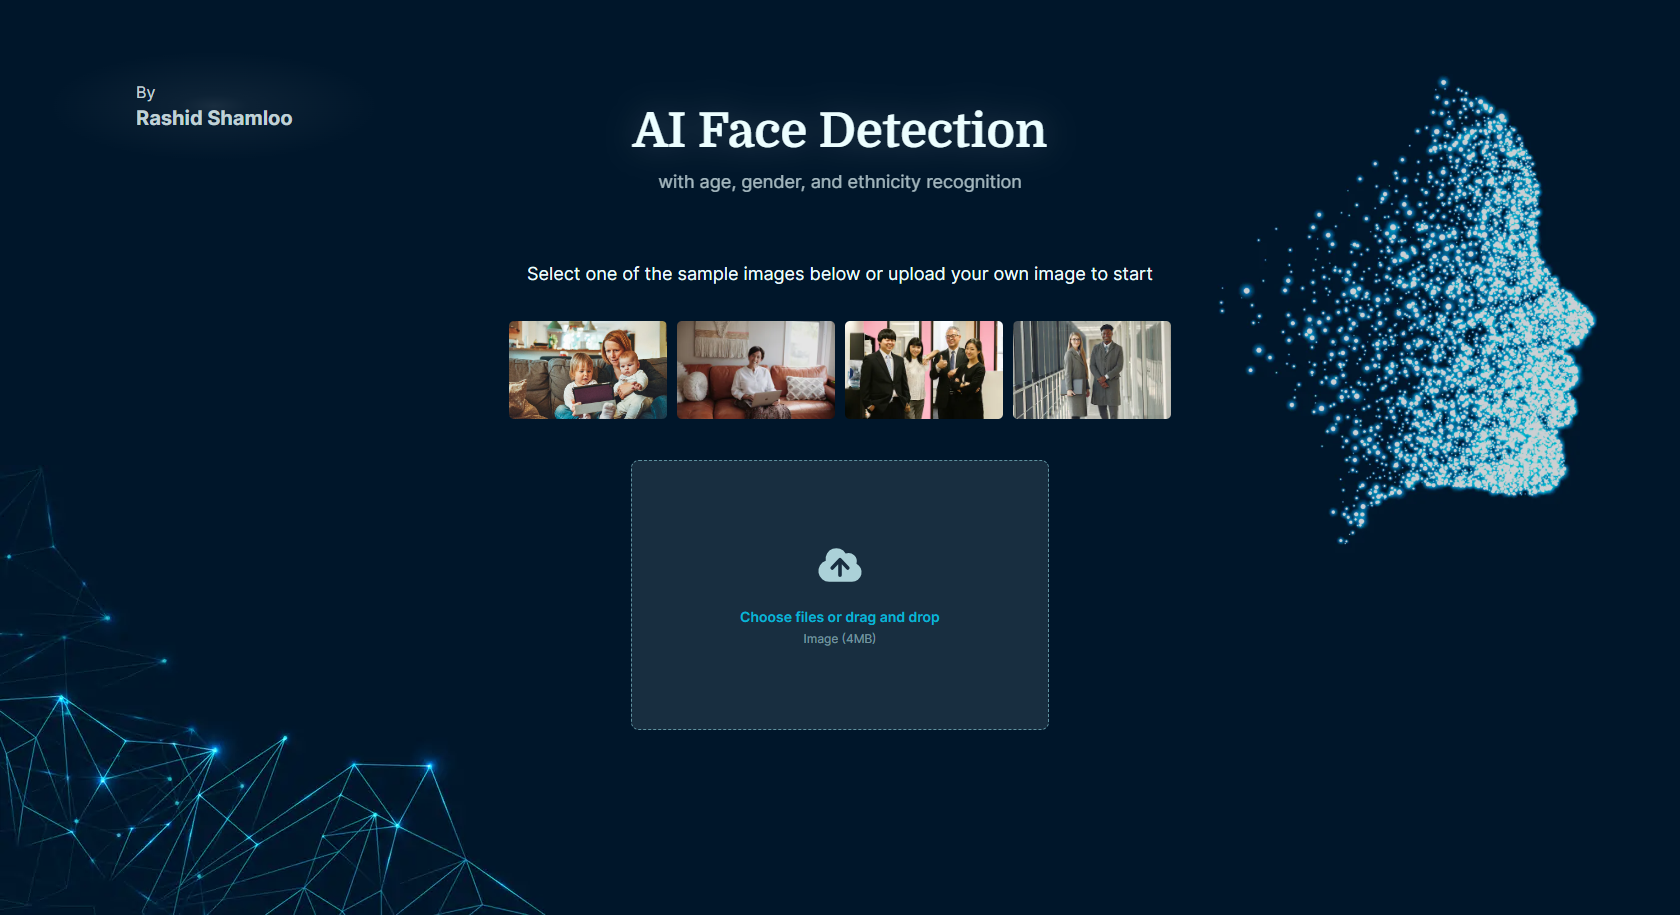 By
Rashid Shamloo
AI Face Detection
with age, gender, and ethnicity recognition
Select one of the sample images below or upload your own image to start
Choose files or drag and drop
Image (4MB)